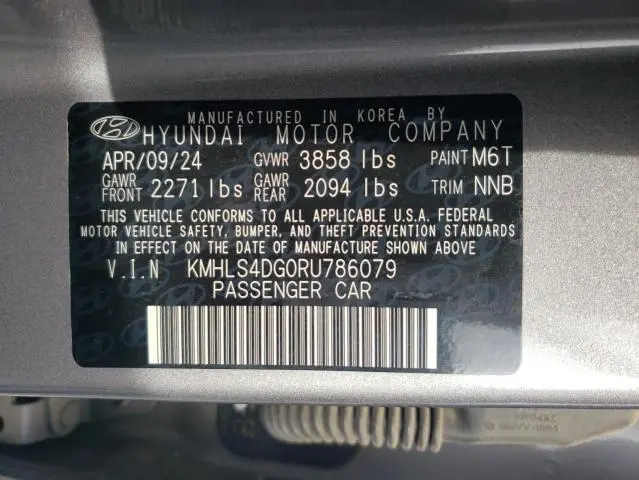 MANUFACTURED IN KOREA BY
HYUNDAI MOTOR COMPANY
APR/09/24 GVWR 3858 lbs PAINT M6T
GAWR FRONT 2271 lbs GAWR REAR 2094 lbs TRIM NNB
THIS VEHICLE CONFORMS TO ALL APPLICABLE U.S.A. FEDERAL
MOTOR VEHICLE SAFETY, BUMPER, AND THEFT PREVENTION STANDARDS
IN EFFECT ON THE DATE OF MANUFACTURE SHOWN ABOVE
V.I.N KMHLS4DG0RU786079
PASSENGER CAR